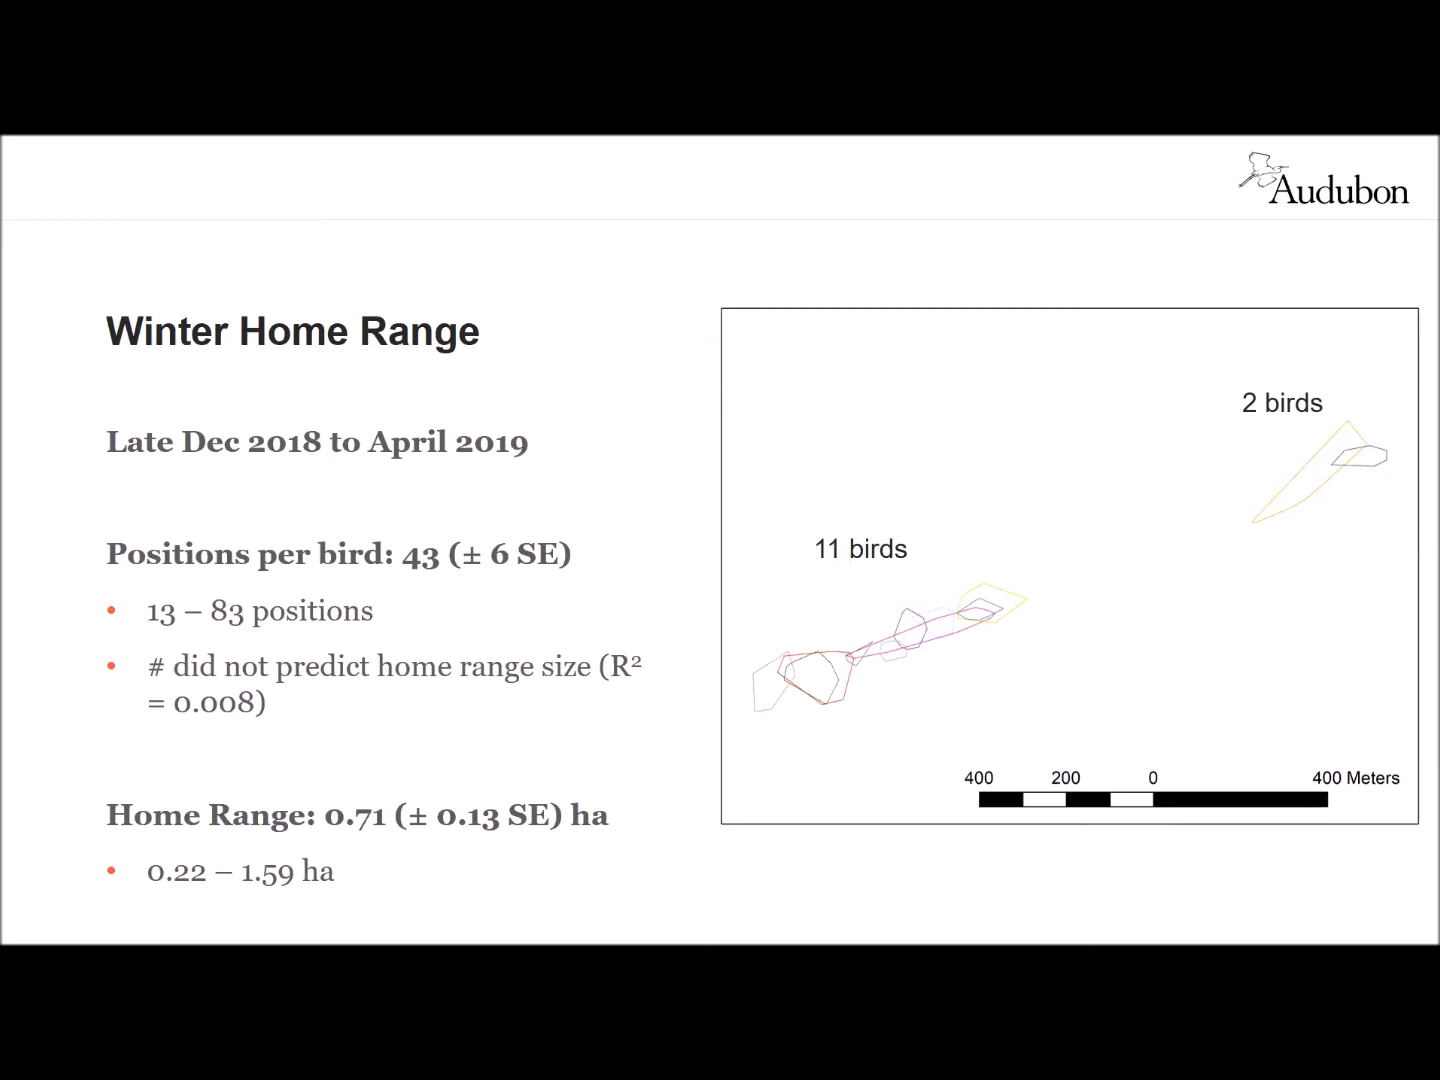 Audubon
Winter Home Range
Late Dec 2018 to April 2019
Positions per bird: 43 (± 6 SE)
• 13 – 83 positions
• # did not predict home range size (R²
= 0.008)
Home Range: 0.71 (± 0.13 SE) ha
• 0.22 – 1.59 ha
2 birds
11 birds
400 200 0 400 Meters